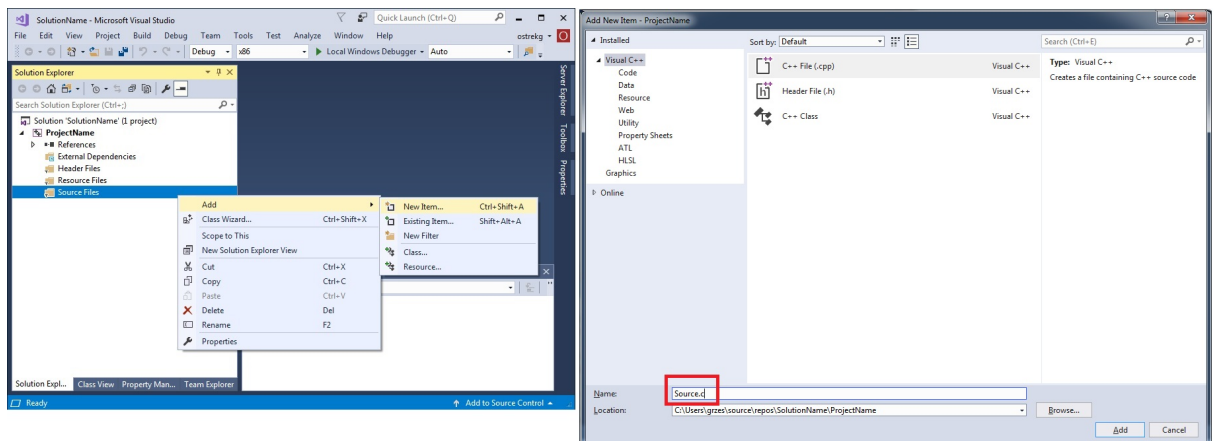 SolutionName - Microsoft Visual Studio
Quick Launch (Ctrl+Q)
File Edit View Project Build Debug Team Tools Test Analyze Window Help ostrekg O
Debug x86 Local Windows Debugger Auto
Solution Explorer
Search Solution Explorer (Ctrl+;)
Solution 'SolutionName' (1 project)
ProjectName
References
External Dependencies
Header Files
Resource Files
Source Files
Server Explorer
Toolbox
Properties
Add
Class Wizard... Ctrl+Shift+X
Scope to This
New Solution Explorer View
Cut Ctrl+X
Copy Ctrl+C
Paste Ctrl+V
Delete Del
Rename F2
Properties
New Item... Ctrl+Shift+A
Existing Item... Shift+Alt+A
New Filter
Class...
Resource...
Solution Expl... Class View Property Man... Team Explorer
Ready Add to Source Control
Add New Item - ProjectName
Installed
Sort by: Default
Search (Ctrl+E)
Visual C++
Code
Data
Resource
Web
Utility
Property Sheets
ATL
HLSL
Graphics
Online
C++ File (.cpp) Visual C++
Header File (.h) Visual C++
C++ Class Visual C++
Type: Visual C++
Creates a file containing C++ source code
Name: Source.c
Location: C:\Users\grzes\source\repos\SolutionName\ProjectName
Browse...
Add Cancel